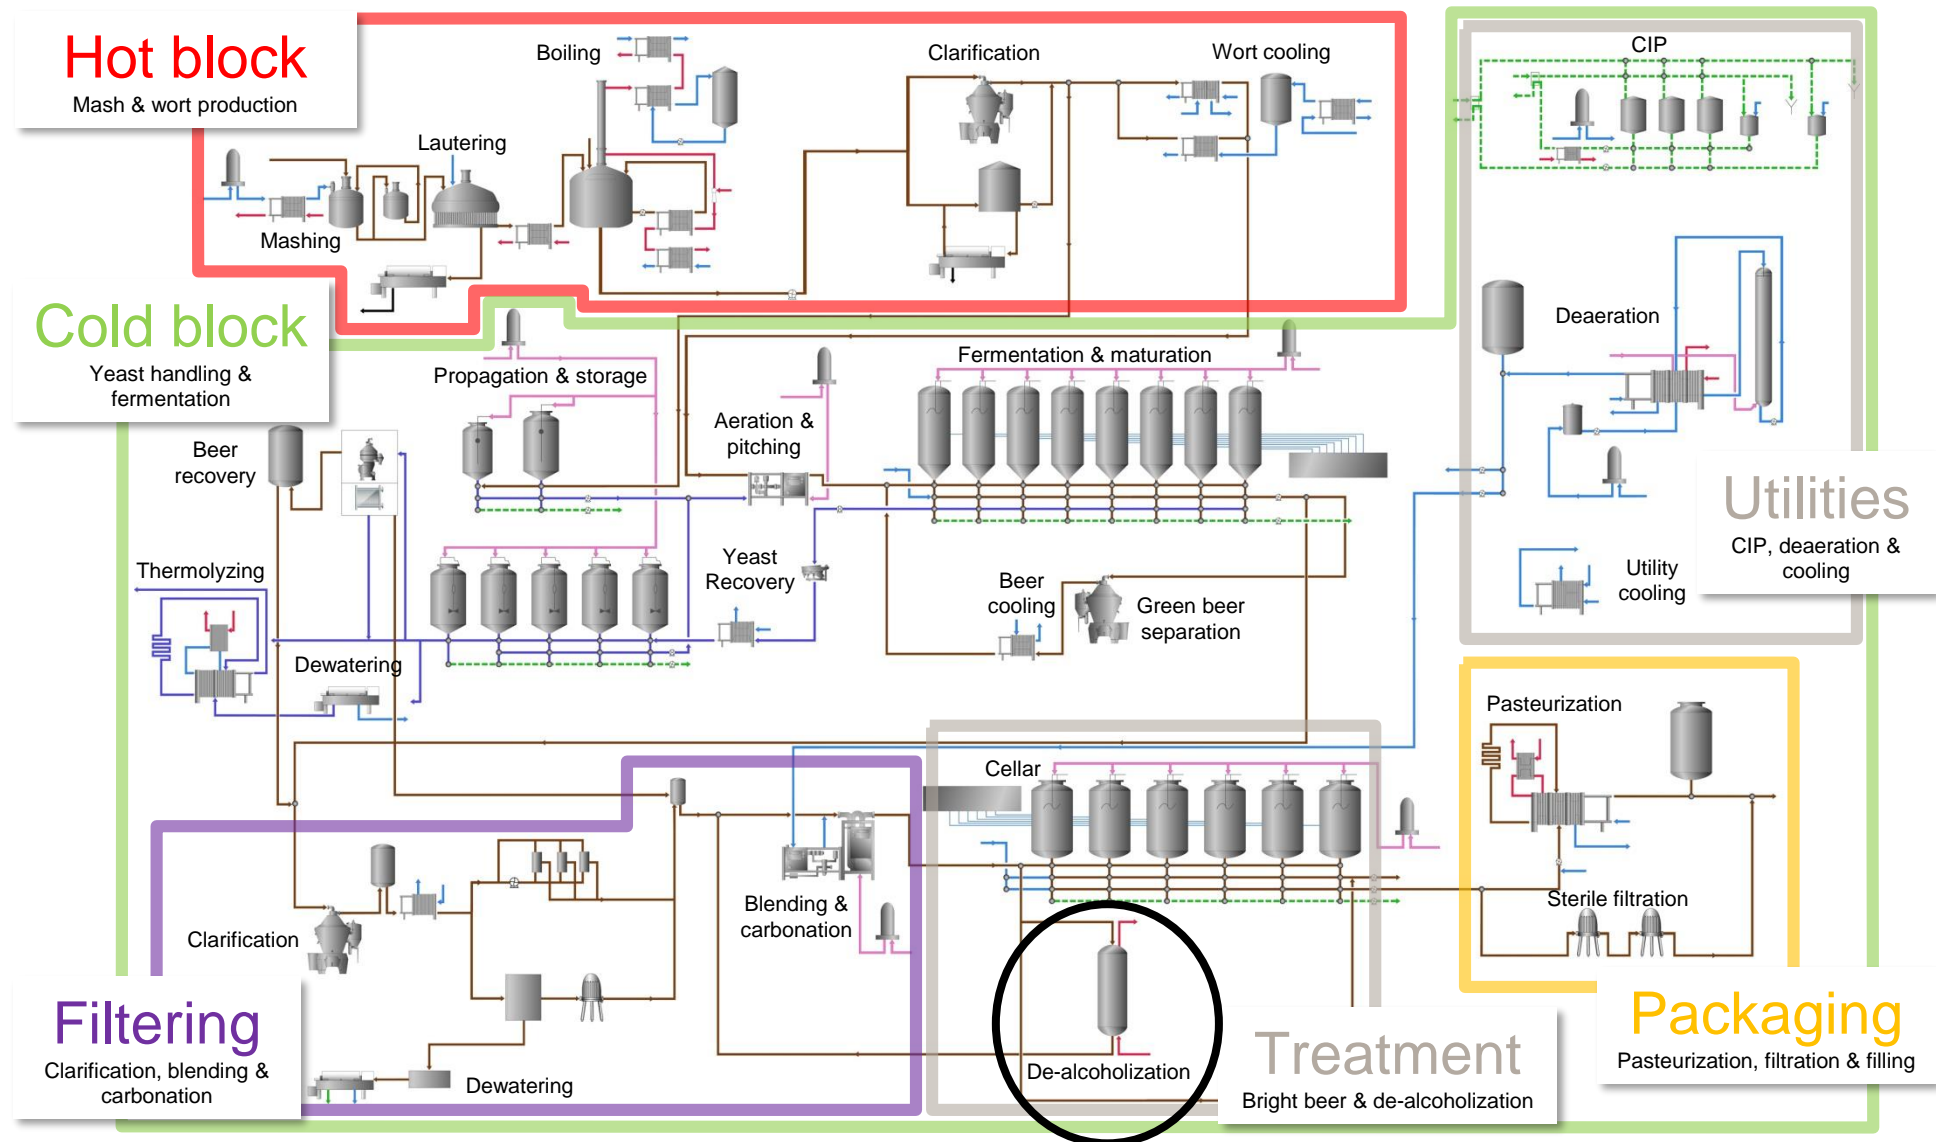 Hot block
Mash & wort production
Boiling
Clarification
Wort cooling
CIP
Lautering
Mashing
Cold block
Yeast handling &
fermentation
Propagation & storage
Fermentation & maturation
Deaeration
Aeration &
pitching
Beer
recovery
Utilities
CIP, deaeration &
cooling
Thermolyzing
Yeast
Recovery
Beer
cooling
Green beer
separation
Utility
cooling
Dewatering
Pasteurization
Cellar
Blending &
carbonation
Sterile filtration
Clarification
Filtering
Clarification, blending &
carbonation
Dewatering
De-alcoholization
Treatment
Bright beer & de-alcoholization
Packaging
Pasteurization, filtration & filling